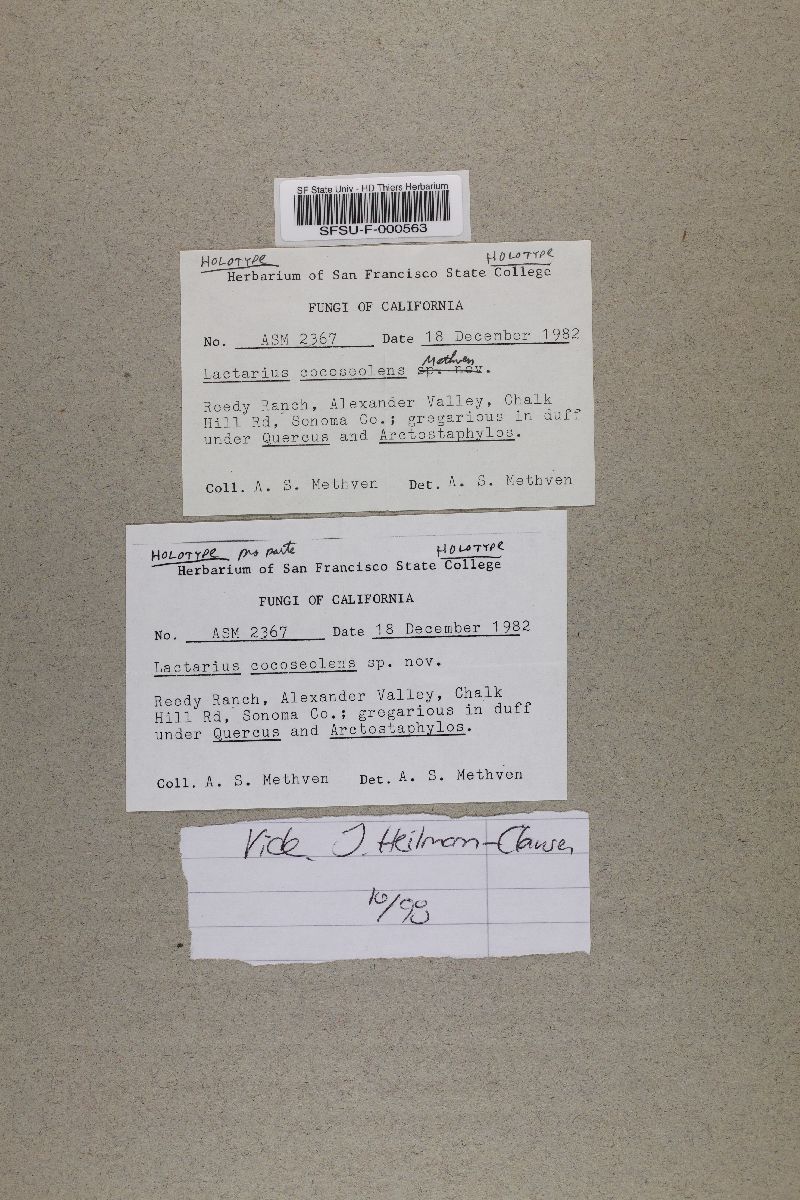 SF State Univ - HD Thiers Herbarium
SFSU-F-000563
HOLOTYPE HOLOTYPE
Herbarium of San Francisco State College
FUNGI OF CALIFORNIA
No. ASM 2367 Date 18 December 1982
Methven
Lactarius cocoseolens sp. nov.
Reedy Ranch, Alexander Valley, Chalk
Hill Rd, Sonoma Co.; gregarious in duff
under Quercus and Arctostaphylos.
Coll. A. S. Methven Det. A. S. Methven
HOLOTYPE pro parte HOLOTYPE
Herbarium of San Francisco State College
FUNGI OF CALIFORNIA
No. ASM 2367 Date 18 December 1982
Lactarius cocoseolens sp. nov.
Reedy Ranch, Alexander Valley, Chalk
Hill Rd, Sonoma Co.; gregarious in duff
under Quercus and Arctostaphylos.
Coll. A. S. Methven Det. A. S. Methven
Vide J. Heilmann-Clausen
10/98